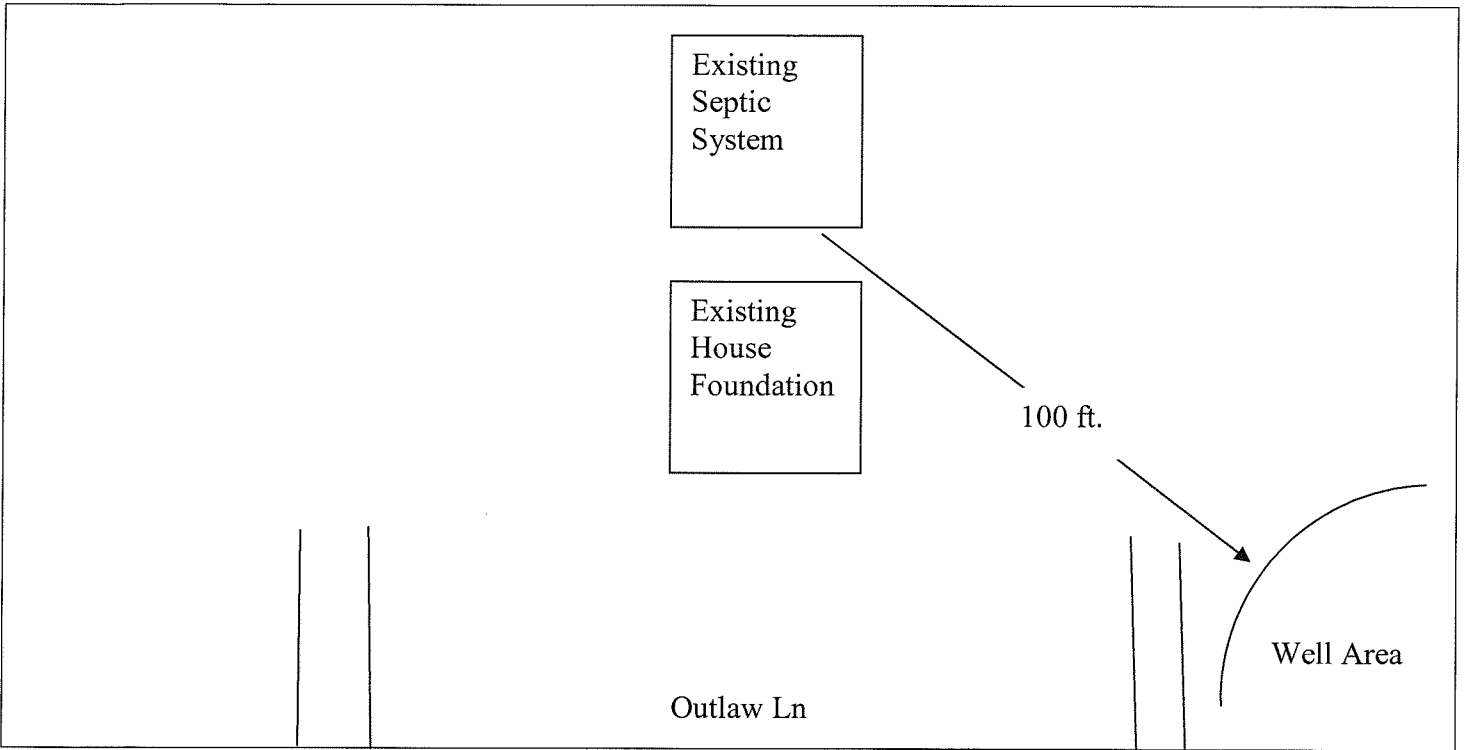 Existing
Septic
System
Existing
House
Foundation
100 ft.
Well Area
Outlaw Ln